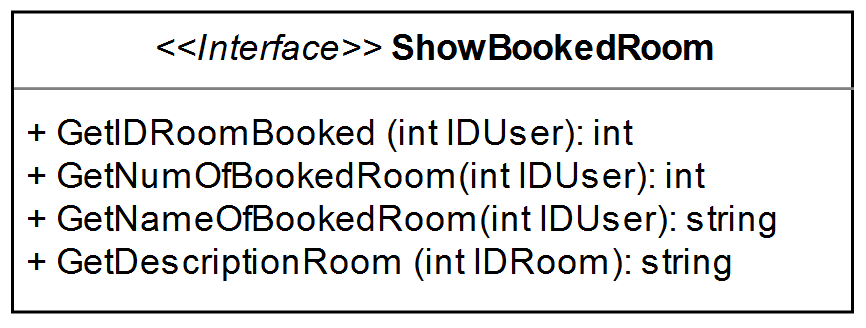 <<Interface>> ShowBookedRoom
+ GetIDRoomBooked (int IDUser): int
+ GetNumOfBookedRoom(int IDUser): int
+ GetNameOfBookedRoom(int IDUser): string
+ GetDescriptionRoom (int IDRoom): string